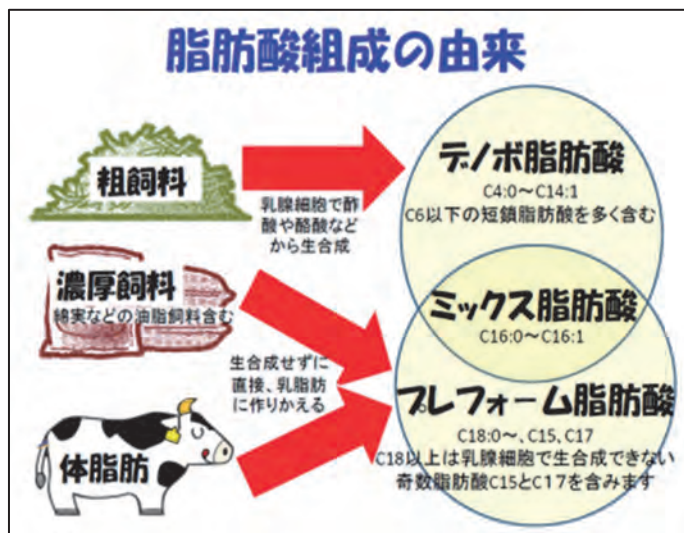 脂肪酸組成の由来
粗飼料
乳腺細胞で酢
酸や酪酸など
から生合成
デノボ脂肪酸
C4:0～C14:1
C6以下の短鎖脂肪酸を多く含む
濃厚飼料
綿実などの油脂飼料含む
ミックス脂肪酸
C16:0～C16:1
生合成せずに
直接、乳脂肪
に作りかえる
体脂肪
プレフォーム脂肪酸
C18:0～、C15、C17
C18以上は乳腺細胞で生合成できない
奇数脂肪酸C15とC17を含みます